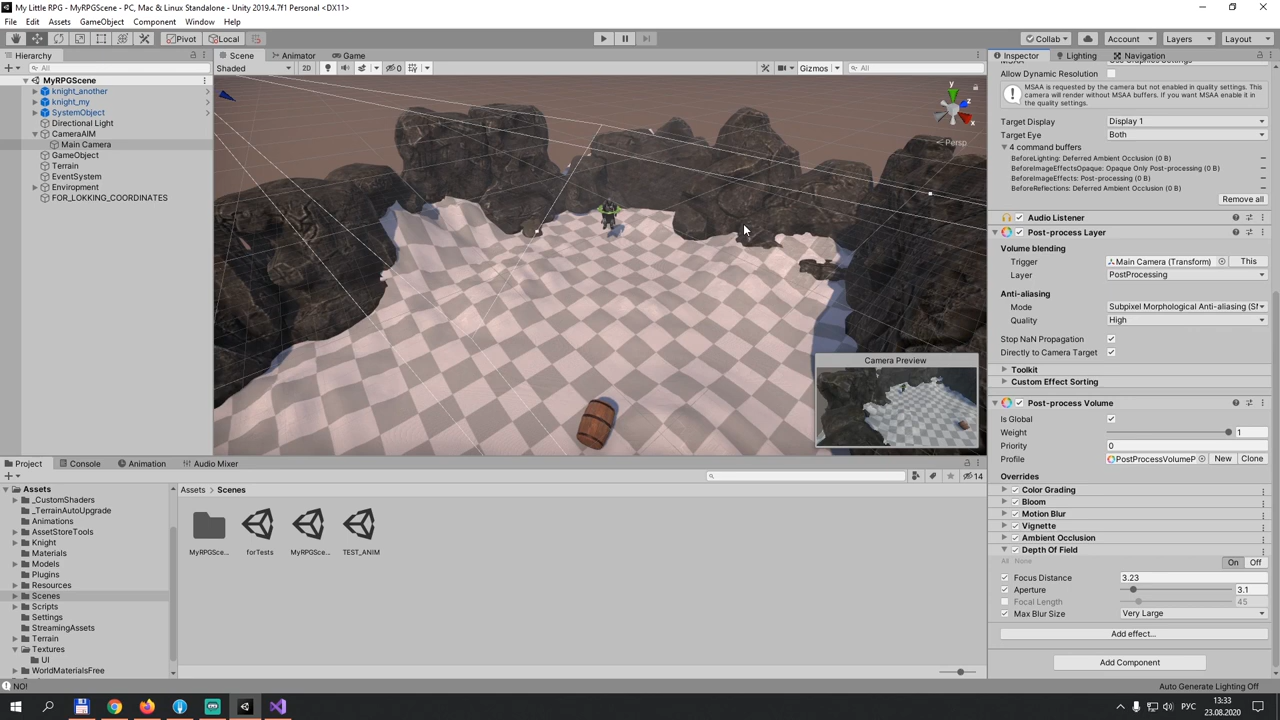 My Little RPG - MyRPGScene - PC, Mac & Linux Standalone - Unity 2019.4.7f1 Personal <DX11>
File Edit Assets GameObject Component Window Help
Pivot Local Collab Account Layers Layout
Hierarchy
All
MyRPGScene
knight_another
knight_my
SystemObject
Directional Light
CameraAIM
Main Camera
GameObject
Terrain
EventSystem
Enviropment
FOR_LOKKING_COORDINATES
Scene Animator Game
Shaded 2D 0 Gizmos All
y
x
z
Persp
Camera Preview
Inspector Lighting Navigation
Allow Dynamic Resolution
MSAA is requested by the camera but not enabled in quality settings. This camera will render without MSAA buffers. If you want MSAA enable it in the quality settings.
Target Display Display 1
Target Eye Both
4 command buffers
BeforeLighting: Deferred Ambient Occlusion (0 B)
BeforeImageEffectsOpaque: Opaque Only Post-processing (0 B)
BeforeImageEffects: Post-processing (0 B)
BeforeReflections: Deferred Ambient Occlusion (0 B)
Remove all
Audio Listener
Post-process Layer
Volume blending
Trigger Main Camera (Transform) This
Layer PostProcessing
Anti-aliasing
Mode Subpixel Morphological Anti-aliasing (SM
Quality High
Stop NaN Propagation
Directly to Camera Target
Toolkit
Custom Effect Sorting
Post-process Volume
Is Global
Weight 1
Priority 0
Profile PostProcessVolumeP New Clone
Overrides
Color Grading
Bloom
Motion Blur
Vignette
Ambient Occlusion
Depth Of Field
All None On Off
Focus Distance 3.23
Aperture 3.1
Focal Length 45
Max Blur Size Very Large
Add effect...
Add Component
Project Console Animation Audio Mixer
14
Assets
_CustomShaders
_TerrainAutoUpgrade
Animations
AssetStoreTools
Knight
Materials
Models
Plugins
Resources
Scenes
Scripts
Settings
StreamingAssets
Terrain
Textures
UI
WorldMaterialsFree
Assets > Scenes
MyRPGSce... forTests MyRPGSce... TEST_ANIM
NO!
Auto Generate Lighting Off
РУС
13:33
23.08.2020